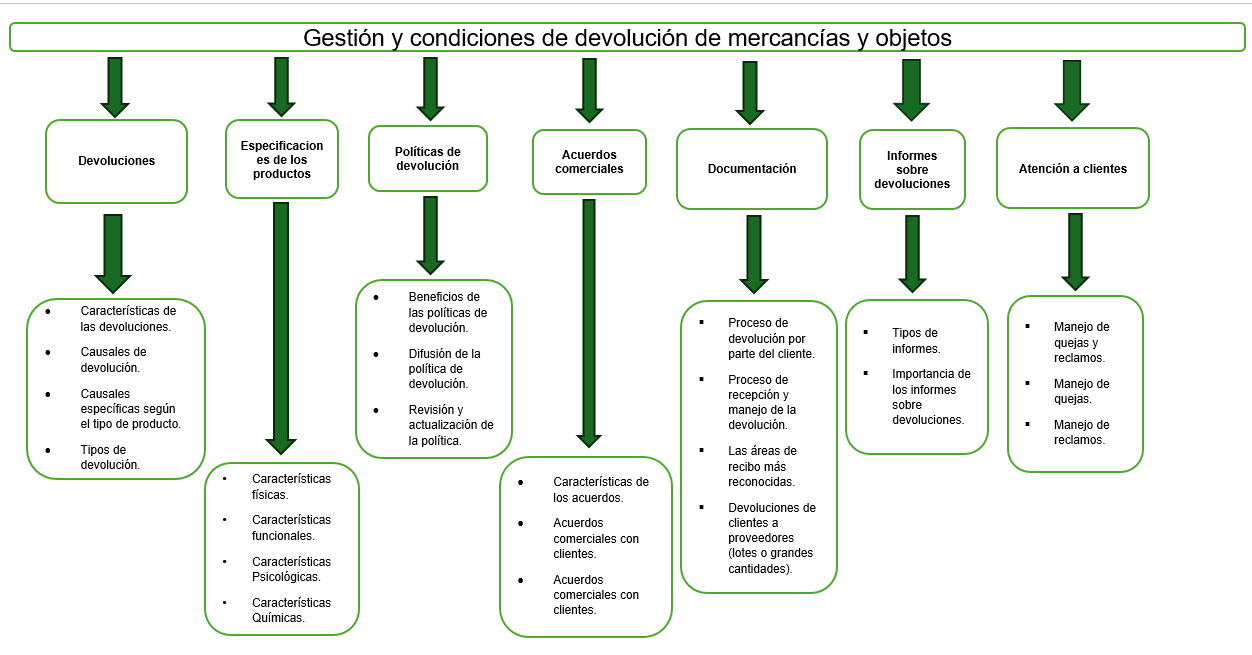 Gestión y condiciones de devolución de mercancías y objetos
Devoluciones
Especificacion
es de los
productos
Políticas de
devolución
Acuerdos
comerciales
Documentación
Informes
sobre
devoluciones
Atención a clientes
• Características de
las devoluciones.
• Causales de
devolución.
• Causales
específicas según
el tipo de producto.
• Tipos de
devolución.
• Características
físicas.
• Características
funcionales.
• Características
Psicológicas.
• Características
Químicas.
• Beneficios de
las políticas de
devolución.
• Difusión de la
política de
devolución.
• Revisión y
actualización de
la política.
• Características de
los acuerdos.
• Acuerdos
comerciales con
clientes.
• Acuerdos
comerciales con
clientes.
▪ Proceso de
devolución por
parte del cliente.
▪ Proceso de
recepción y
manejo de la
devolución.
▪ Las áreas de
recibo más
reconocidas.
▪ Devoluciones de
clientes a
proveedores
(lotes o grandes
cantidades).
▪ Tipos de
informes.
▪ Importancia de
los informes
sobre
devoluciones.
▪ Manejo de
quejas y
reclamos.
▪ Manejo de
quejas.
▪ Manejo de
reclamos.